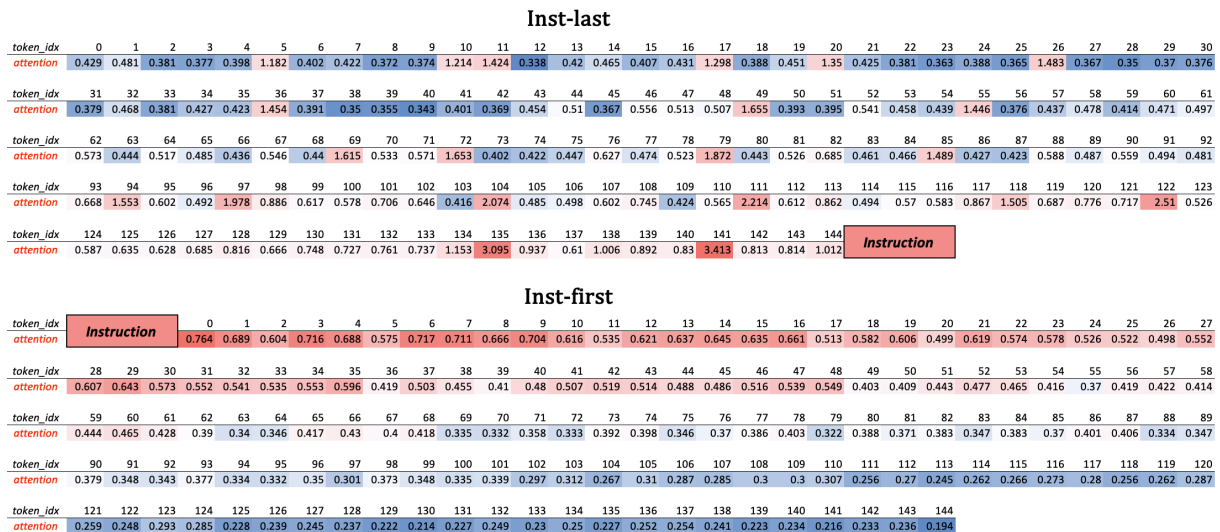 Inst-last
token_idx 0 1 2 3 4 5 6 7 8 9 10 11 12 13 14 15 16 17 18 19 20 21 22 23 24 25 26 27 28 29 30
attention 0.429 0.481 0.381 0.377 0.398 1.182 0.402 0.422 0.372 0.374 1.214 1.424 0.338 0.42 0.465 0.407 0.431 1.298 0.388 0.451 1.35 0.425 0.381 0.363 0.388 0.365 1.483 0.367 0.35 0.37 0.376
31 32 33 34 35 36 37 38 39 40 41 42 43 44 45 46 47 48 49 50 51 52 53 54 55 56 57 58 59 60 61
token_idx
attention 0.379 0.468 0.381 0.427 0.423 1.454 0.391 0.35 0.355 0.343 0.401 0.369 0.454 0.51 0.367 0.556 0.513 0.507 1.655 0.393 0.395 0.541 0.458 0.439 1.446 0.376 0.437 0.478 0.414 0.471 0.497
token_idx 62 63 64 65 66 67 68 69 70 71 72 73 74 75 76 77 78 79 80 81 82 83 84 85 86 87 88 89 90 91 92
attention 0.573 0.444 0.517 0.485 0.436 0.546 0.44 1.615 0.533 0.571 1.653 0.402 0.422 0.447 0.627 0.474 0.523 1.872 0.443 0.526 0.685 0.461 0.466 1.489 0.427 0.423 0.588 0.487 0.559 0.494 0.481
token_idx 93 94 95 96 97 98 99 100 101 102 103 104 105 106 107 108 109 110 111 112 113 114 115 116 117 118 119 120 121 122 123
attention 0.668 1.553 0.602 0.492 1.978 0.886 0.617 0.578 0.706 0.646 0.416 2.074 0.485 0.498 0.602 0.745 0.424 0.565 2.214 0.612 0.862 0.494 0.57 0.583 0.867 1.505 0.687 0.776 0.717 2.51 0.526
token_idx 124 125 126 127 128 129 130 131 132 133 134 135 136 137 138 139 140 141 142 143 144 Instruction
attention 0.587 0.635 0.628 0.685 0.816 0.666 0.748 0.727 0.761 0.737 1.153 3.095 0.937 0.61 1.006 0.892 0.83 3.413 0.813 0.814 1.012
Inst-first
token_idx Instruction 0 1 2 3 4 5 6 7 8 9 10 11 12 13 14 15 16 17 18 19 20 21 22 23 24 25 26 27
attention 0.764 0.689 0.604 0.716 0.688 0.575 0.717 0.711 0.666 0.704 0.616 0.535 0.621 0.637 0.645 0.635 0.661 0.513 0.582 0.606 0.499 0.619 0.574 0.578 0.526 0.522 0.498 0.552
token_idx 28 29 30 31 32 33 34 35 36 37 38 39 40 41 42 43 44 45 46 47 48 49 50 51 52 53 54 55 56 57 58
attention 0.607 0.643 0.573 0.552 0.541 0.535 0.553 0.596 0.419 0.503 0.455 0.41 0.48 0.507 0.519 0.514 0.488 0.486 0.516 0.539 0.549 0.403 0.409 0.443 0.477 0.465 0.416 0.37 0.419 0.422 0.414
token_idx 59 60 61 62 63 64 65 66 67 68 69 70 71 72 73 74 75 76 77 78 79 80 81 82 83 84 85 86 87 88 89
attention 0.444 0.465 0.428 0.39 0.34 0.346 0.417 0.43 0.4 0.418 0.335 0.332 0.358 0.333 0.392 0.398 0.346 0.37 0.386 0.403 0.322 0.388 0.371 0.383 0.347 0.383 0.37 0.401 0.406 0.334 0.347
token_idx 90 91 92 93 94 95 96 97 98 99 100 101 102 103 104 105 106 107 108 109 110 111 112 113 114 115 116 117 118 119 120
attention 0.379 0.348 0.343 0.377 0.334 0.332 0.35 0.301 0.373 0.348 0.335 0.339 0.297 0.312 0.267 0.31 0.287 0.285 0.3 0.3 0.307 0.256 0.27 0.245 0.262 0.266 0.273 0.28 0.256 0.262 0.287
token_idx 121 122 123 124 125 126 127 128 129 130 131 132 133 134 135 136 137 138 139 140 141 142 143 144
attention 0.259 0.248 0.293 0.285 0.228 0.239 0.245 0.237 0.222 0.214 0.227 0.249 0.23 0.25 0.227 0.252 0.254 0.241 0.223 0.234 0.216 0.233 0.236 0.194